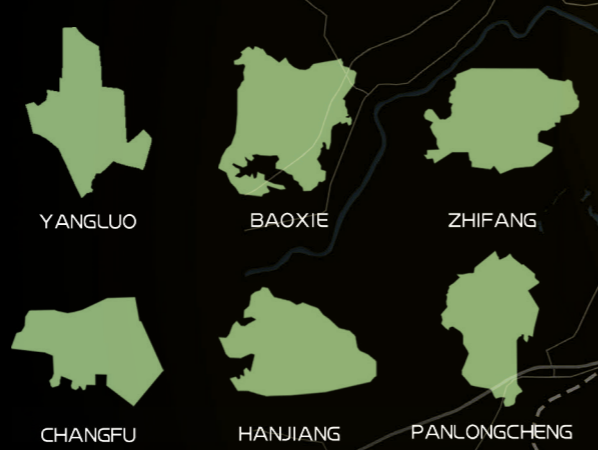 YANGLUO
BAOXIE
ZHIFANG
CHANGFU
HANJIANG
PANLONGCHENG